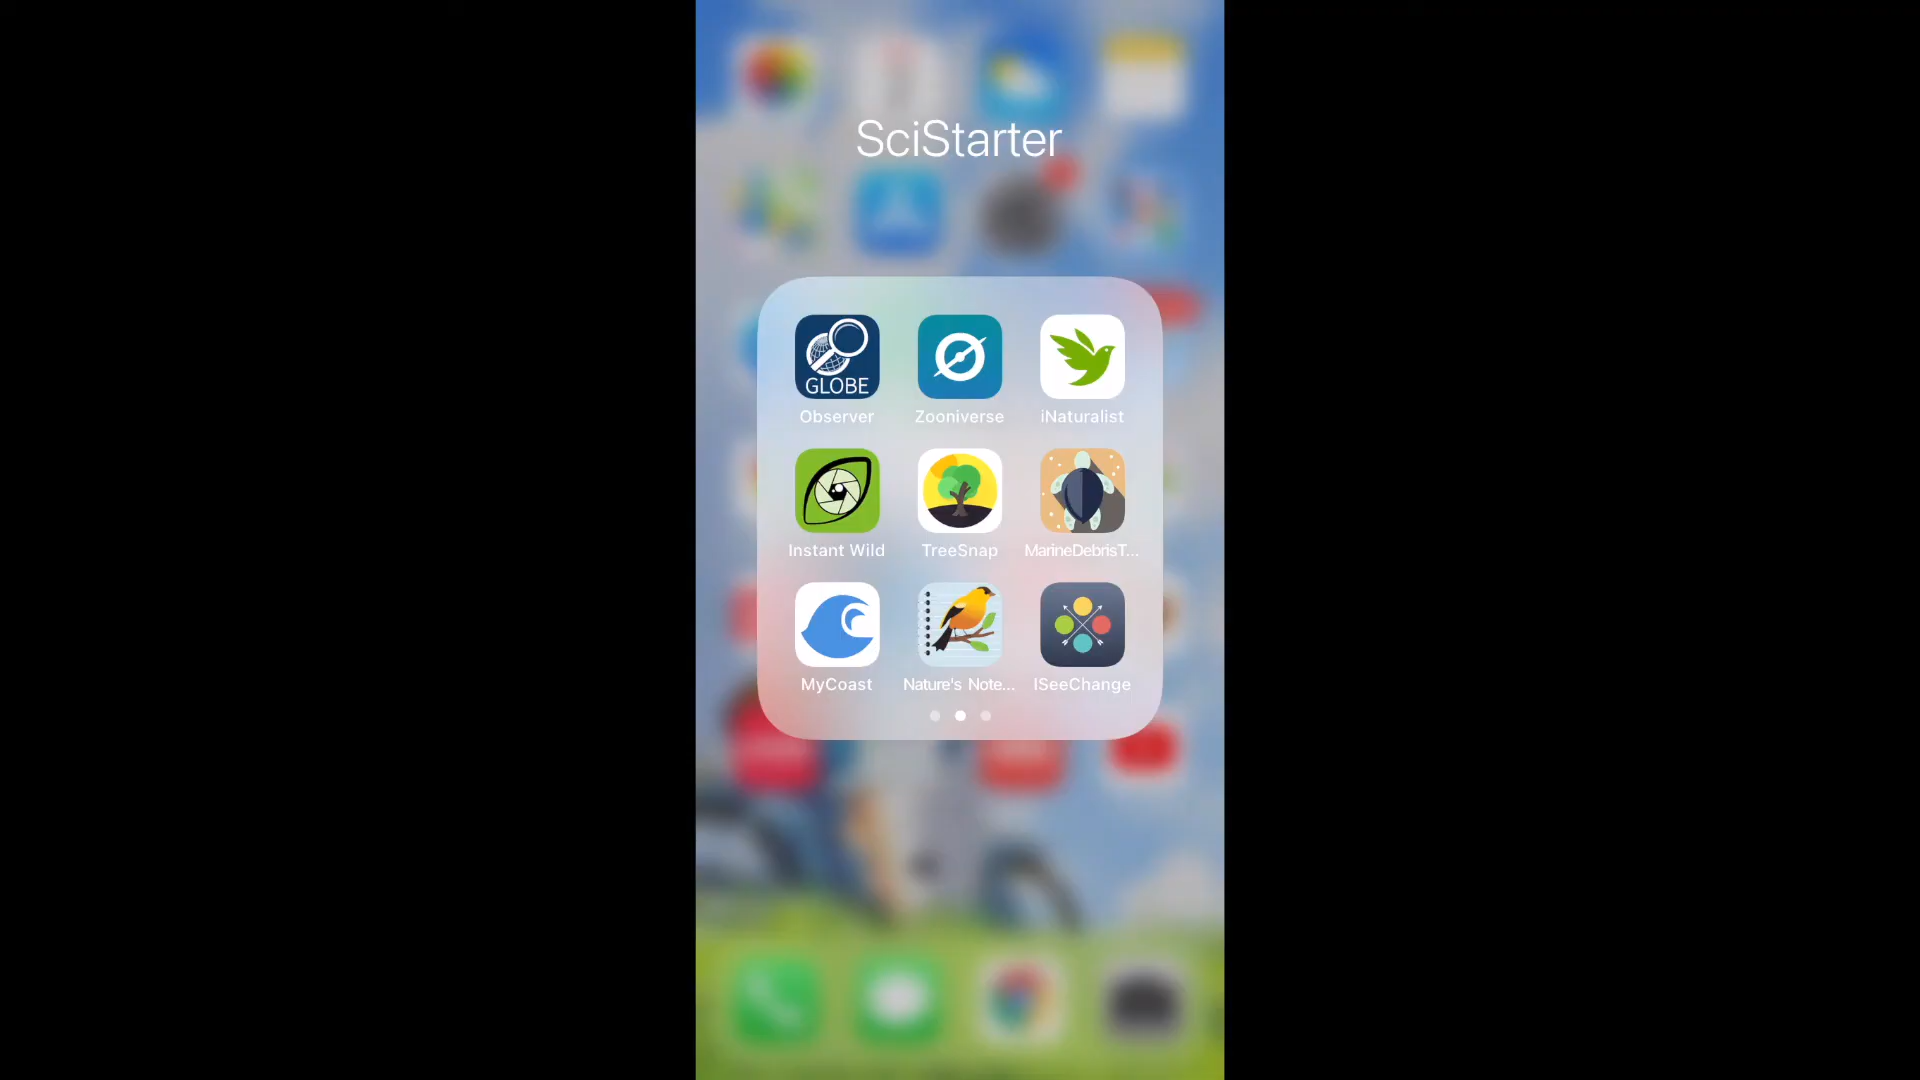 SciStarter
GLOBE
Observer
Zooniverse
iNaturalist
Instant Wild
TreeSnap
MarineDebrisT...
MyCoast
Nature's Note...
ISeeChange